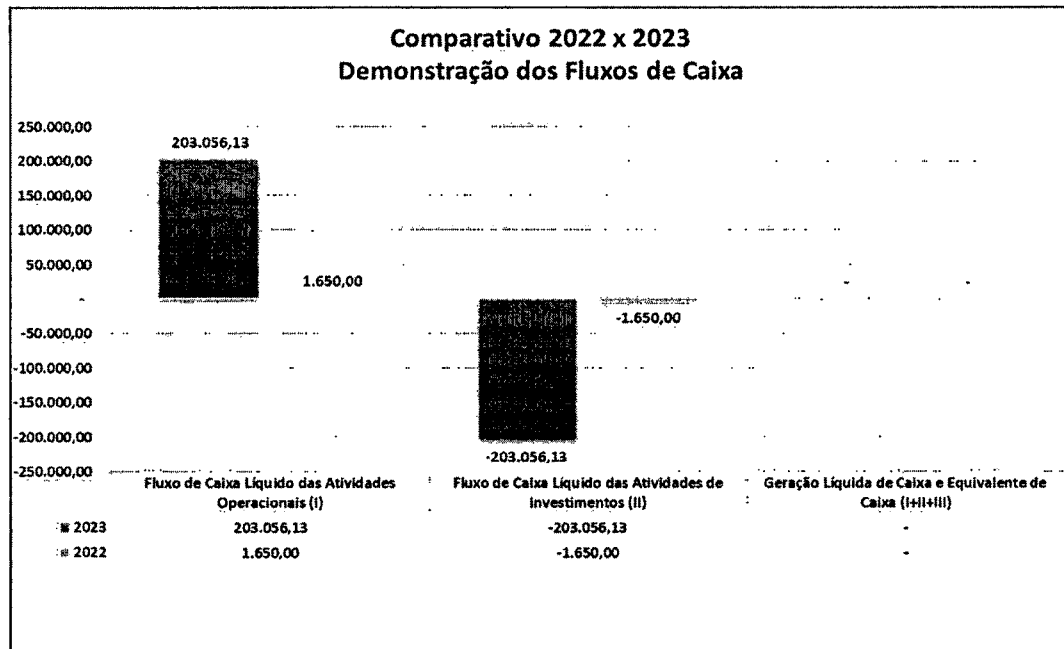 Comparativo 2022 x 2023
Demonstração dos Fluxos de Caixa
250.000,00
203.056,13
200.000,00
150.000,00
100.000,00
50.000,00
1.650,00
-
-
-
-1.650,00
-50.000,00
-100.000,00
-150.000,00
-200.000,00
-203.056,13
-250.000,00
Fluxo de Caixa Líquido das Atividades Operacionais (I)
Fluxo de Caixa Líquido das Atividades de Investimentos (II)
Geração Líquida de Caixa e Equivalente de Caixa (I+II+III)
2023 203.056,13 -203.056,13 -
2022 1.650,00 -1.650,00 -